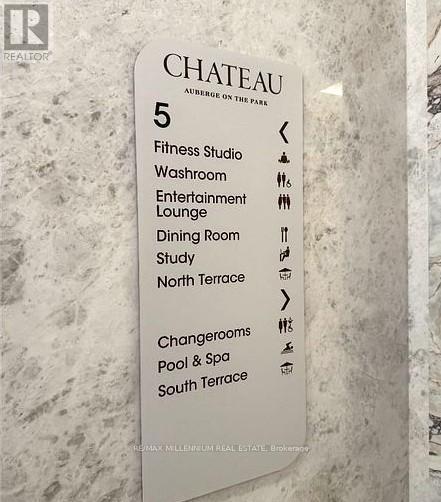 REALTOR
CHATEAU
AUBERGE ON THE PARK
5
Fitness Studio
Washroom
Entertainment
Lounge
Dining Room
Study
North Terrace
Changerooms
Pool & Spa
South Terrace
RE/MAX MILLENNIUM REAL ESTATE, Brokerage